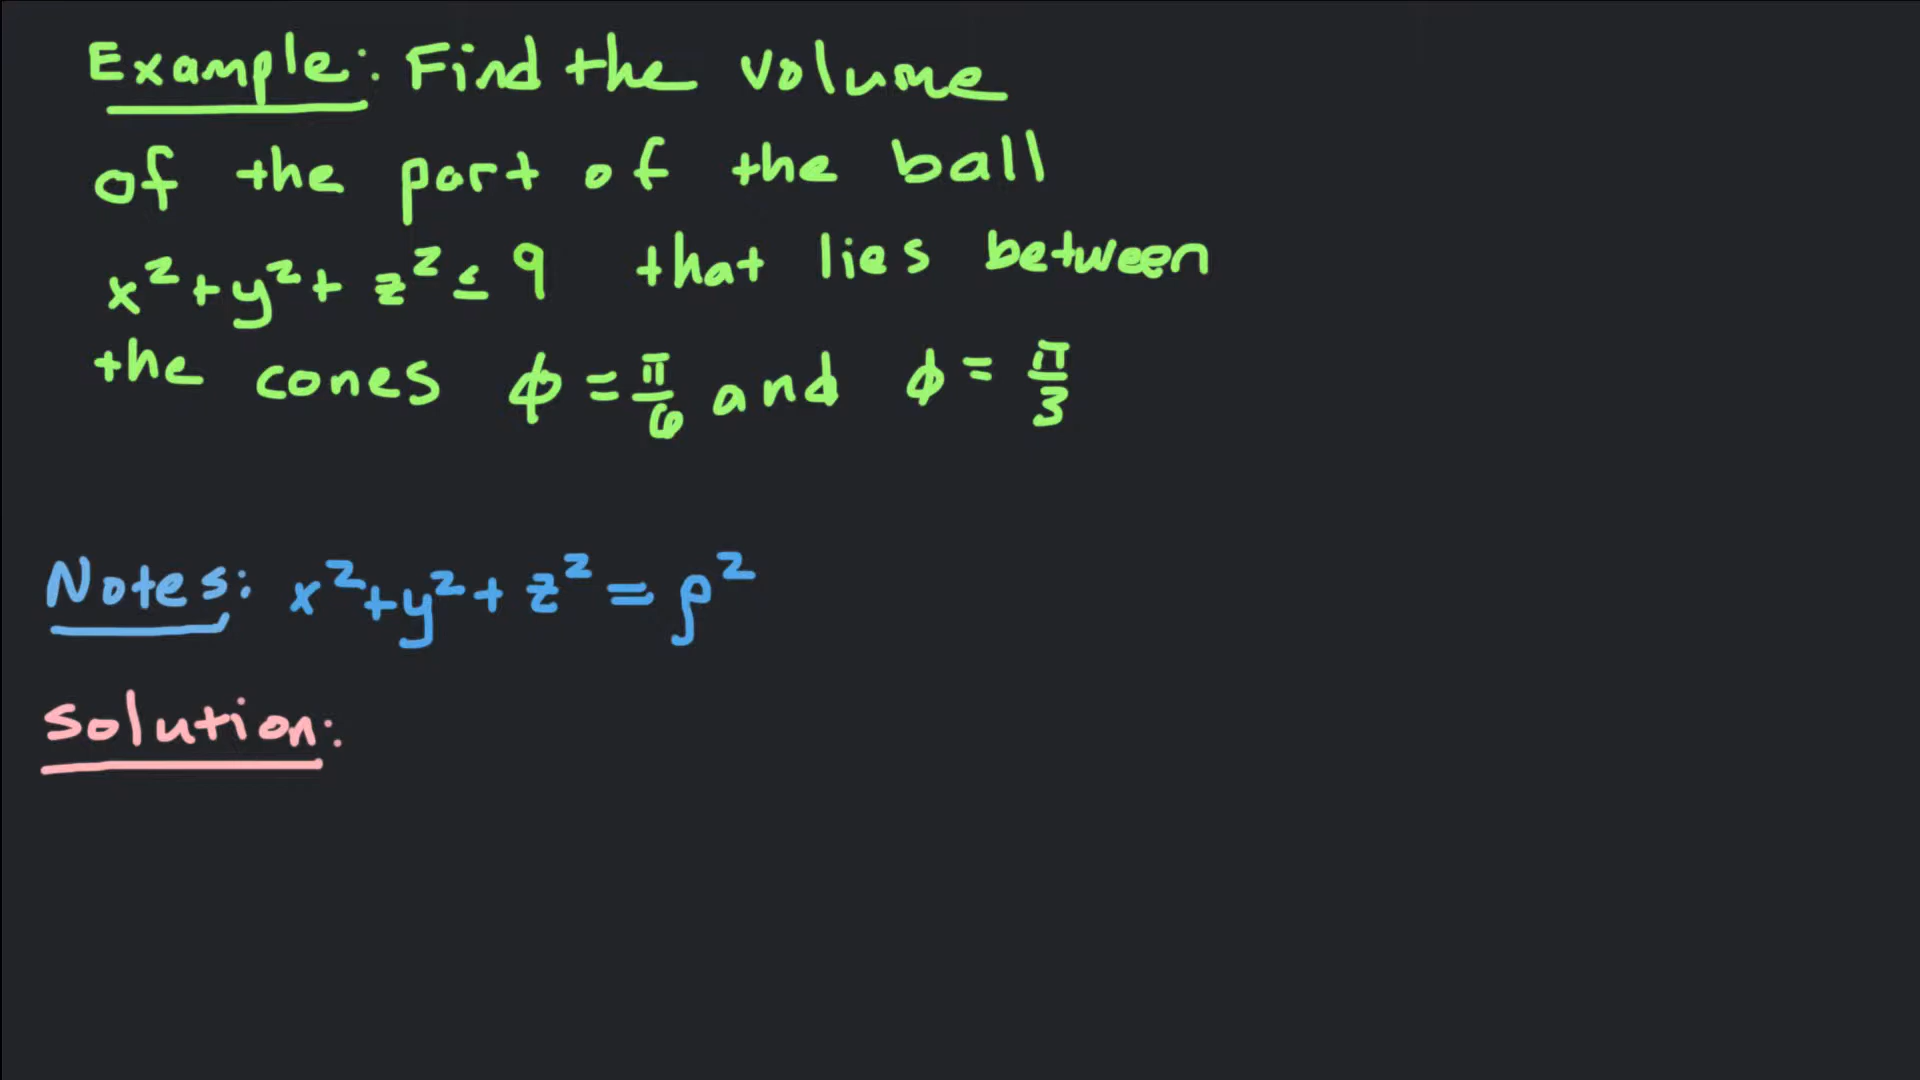 Example: Find the volume
of the part of the ball
x²+y²+ z² ≤ 9 that lies between
the cones ϕ = π/6 and ϕ = π/3
Notes: x²+y²+ z² = ρ²
Solution: